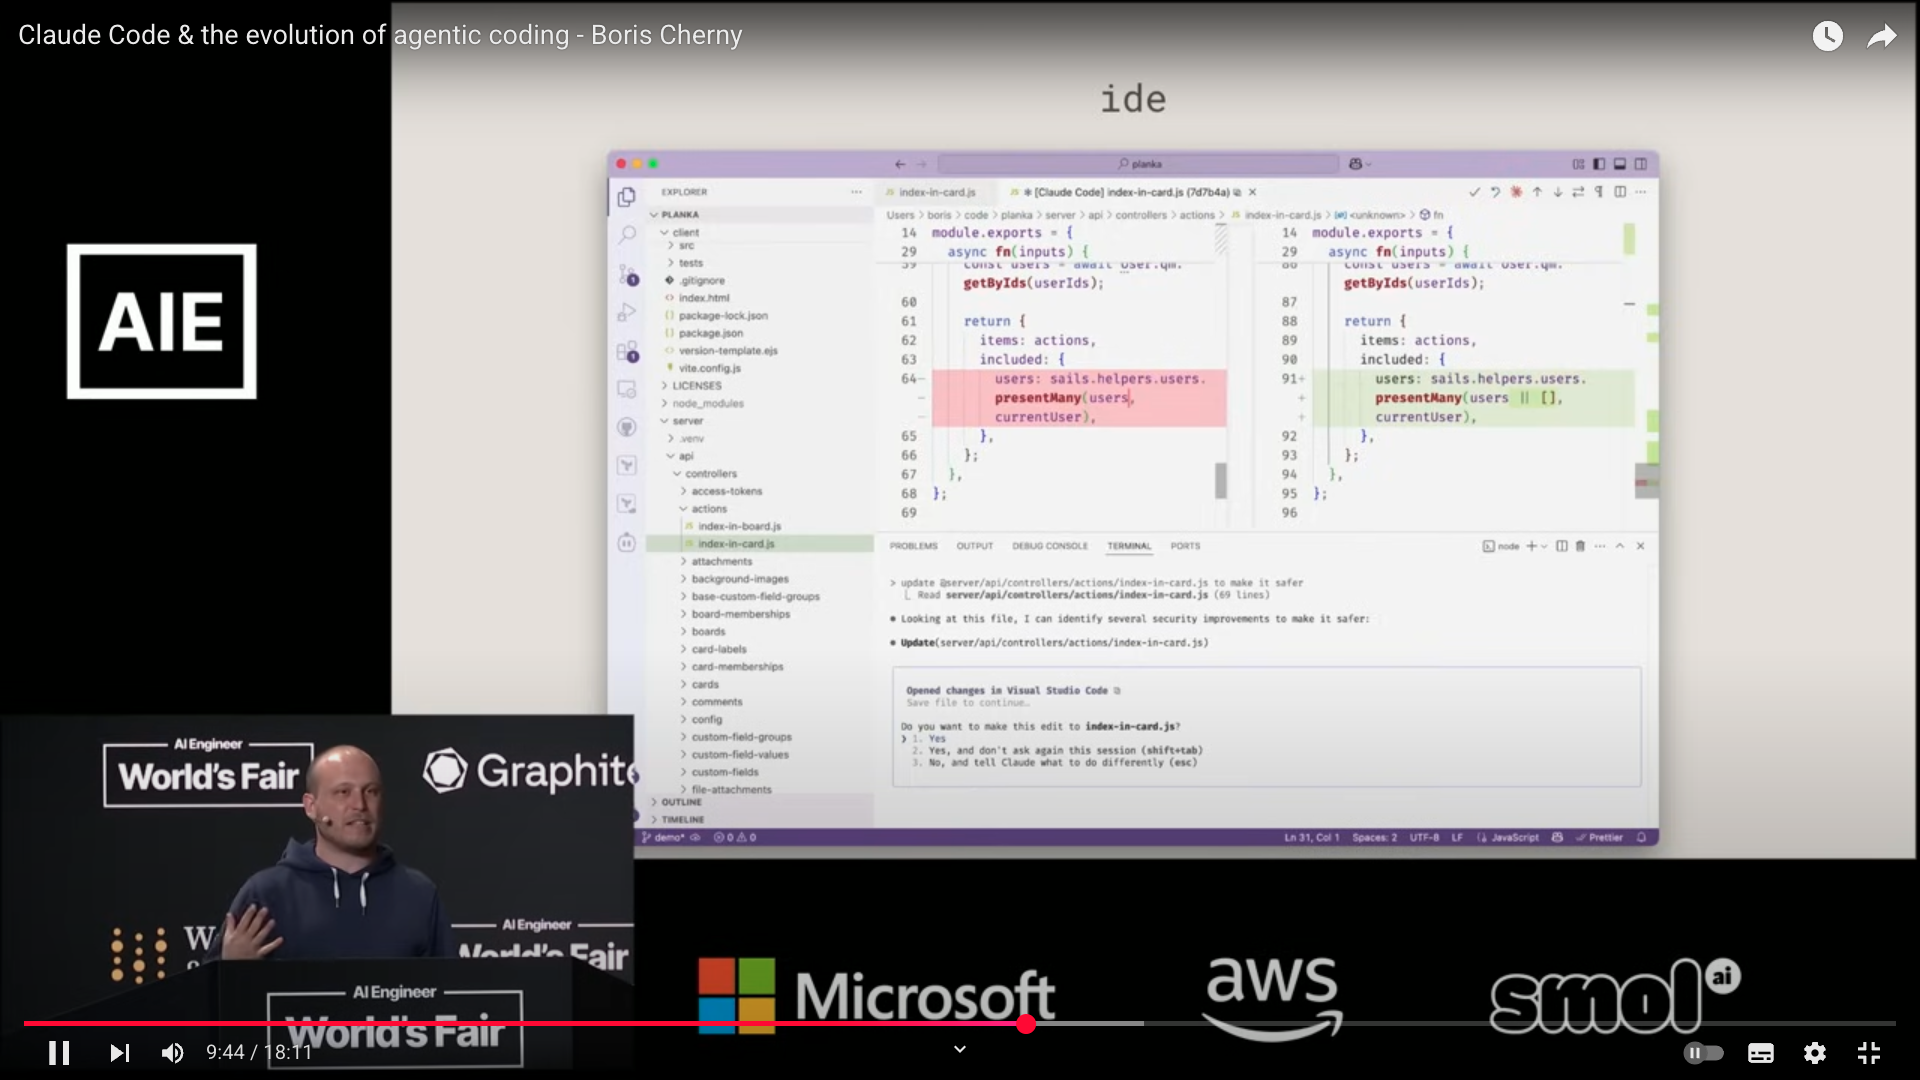 Claude Code & the evolution of agentic coding - Boris Cherny
ide
AIE
planka
EXPLORER
PLANKA
client
src
tests
.gitignore
index.html
package-lock.json
package.json
version-template.ejs
vite.config.js
LICENSES
node_modules
server
.venv
api
controllers
access-tokens
actions
index-in-board.js
index-in-card.js
attachments
background-images
base-custom-field-groups
board-memberships
boards
card-labels
card-memberships
cards
comments
config
custom-field-groups
custom-field-values
custom-fields
file-attachments
OUTLINE
TIMELINE
index-in-card.js
[Claude Code] index-in-card.js (7d7b4a)
Users > boris > code > planka > server > api > controllers > actions > index-in-card.js > <unknown> > fn
14 module.exports = {
29 async fn(inputs) {
59 const users = await User.qm.
getByIds(userIds);
60
61 return {
62 items: actions,
63 included: {
64- users: sails.helpers.users.
- presentMany(users,
- currentUser),
65 },
66 };
67 },
68 };
69
14 module.exports = {
29 async fn(inputs) {
86 const users = await User.qm.
getByIds(userIds);
87
88 return {
89 items: actions,
90 included: {
91+ users: sails.helpers.users.
+ presentMany(users || [],
+ currentUser),
92 },
93 };
94 },
95 };
96
PROBLEMS OUTPUT DEBUG CONSOLE TERMINAL PORTS
node
> update @server/api/controllers/actions/index-in-card.js to make it safer
Read server/api/controllers/actions/index-in-card.js (69 lines)
Looking at this file, I can identify several security improvements to make it safer:
Update(server/api/controllers/actions/index-in-card.js)
Opened changes in Visual Studio Code
Save file to continue…
Do you want to make this edit to index-in-card.js?
❯ 1. Yes
2. Yes, and don't ask again this session (shift+tab)
3. No, and tell Claude what to do differently (esc)
demo* 0 0
Ln 31, Col 1 Spaces: 2 UTF-8 LF JavaScript Prettier
AI Engineer
World's Fair
Graphite
W
AI Engineer
World's Fair
AI Engineer
World's Fair
Microsoft
aws
smol ai
9:44 / 18:11